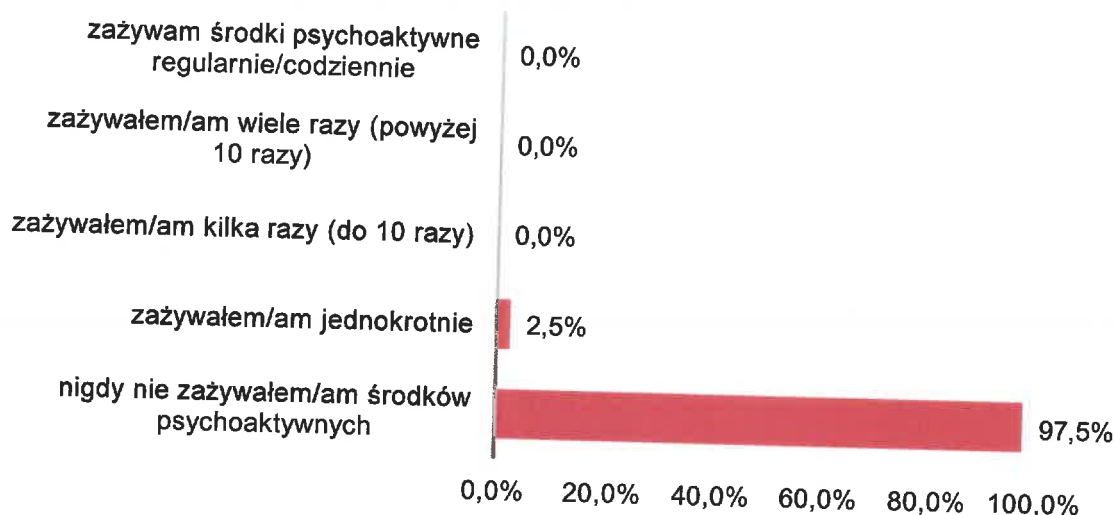 zażywam środki psychoaktywne
regularnie/codziennie
0,0%
zażywałem/am wiele razy (powyżej
10 razy)
0,0%
zażywałem/am kilka razy (do 10 razy)
0,0%
zażywałem/am jednokrotnie
2,5%
nigdy nie zażywałem/am środków
psychoaktywnych
97,5%
0,0% 20,0% 40,0% 60,0% 80,0% 100,0%